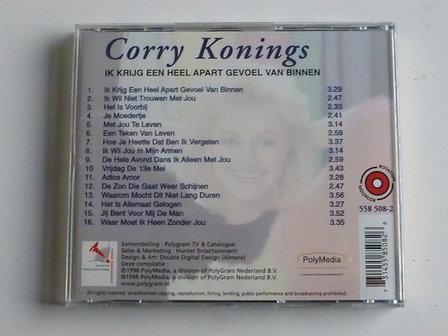 Corry Konings
IK KRIJG EEN HEEL APART GEVOEL VAN BINNEN
1. Ik Krijg Een Heel Apart Gevoel Van Binnen 3.29
2. Ik Wil Niet Trouwen Met Jou 2.47
3. Het Is Voorbij 2.33
4. Je Moedertje 2.41
5. Met Jou Te Leven 3.14
6. Een Teken Van Leven 2.59
7. Hoe Je Heette Dat Ben Ik Vergeten 3.37
8. Ik Wil Jou In Mijn Armen 3.14
9. De Hele Avond Dans Ik Alleen Met Jou 2.59
10. Vrijdag De 13e Mei 3.43
11. Adios Amor 3.28
12. De Zon Die Gaat Weer Schijnen 2.47
13. Waarom Mocht Dit Niet Lang Duren 3.56
14. Het Is Allemaal Gelogen 3.27
15. Jij Bent Voor Mij De Man 3.52
16. Waar Moet Ik Heen Zonder Jou 3.35
ROTATION
ROTATION
558 508-2
Samenstelling: Polygram TV & Catalogue
Sales & Marketing: Hunter Entertainment
Design & Art: Double Digital Design (Almere)
Deze compilatie
℗1998 PolyMedia, a division of PolyGram Nederland B.V.
©1998 PolyMedia, a division of PolyGram Nederland B.V.
www.polygram.nl
PolyMedia
All rights reserved. Unauthorised copying, reproduction, hiring, lending, public performance and broadcasting prohibited.